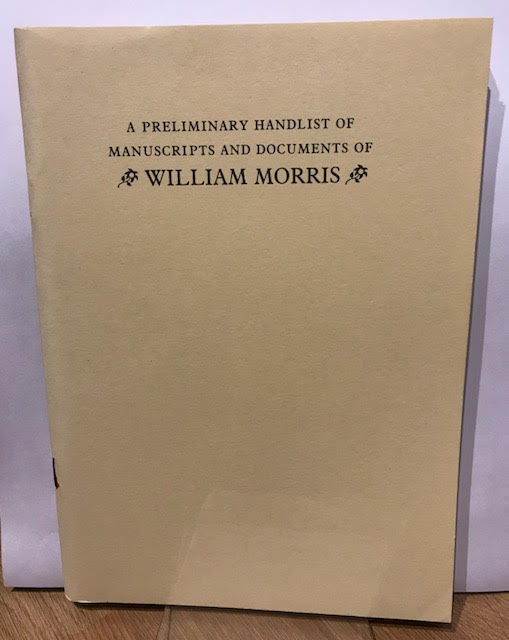 A PRELIMINARY HANDLIST OF
MANUSCRIPTS AND DOCUMENTS OF
WILLIAM MORRIS